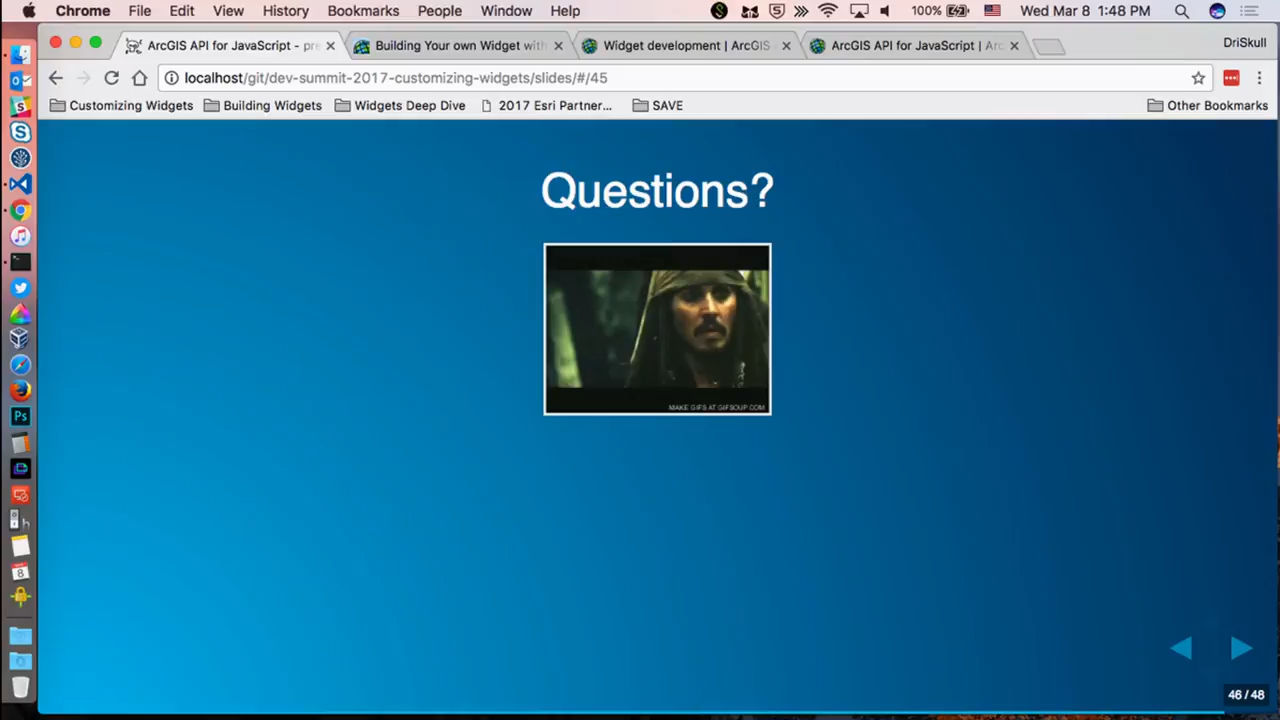 Chrome File Edit View History Bookmarks People Window Help 100% Wed Mar 8 1:48 PM
ArcGIS API for JavaScript - pre Building Your own Widget with Widget development | ArcGIS ArcGIS API for JavaScript | Arc DriSkull
localhost/git/dev-summit-2017-customizing-widgets/slides/#/45
Customizing Widgets Building Widgets Widgets Deep Dive 2017 Esri Partner... SAVE Other Bookmarks
Questions?
MAKE GIFS AT GIFSOUP.COM
46 / 48